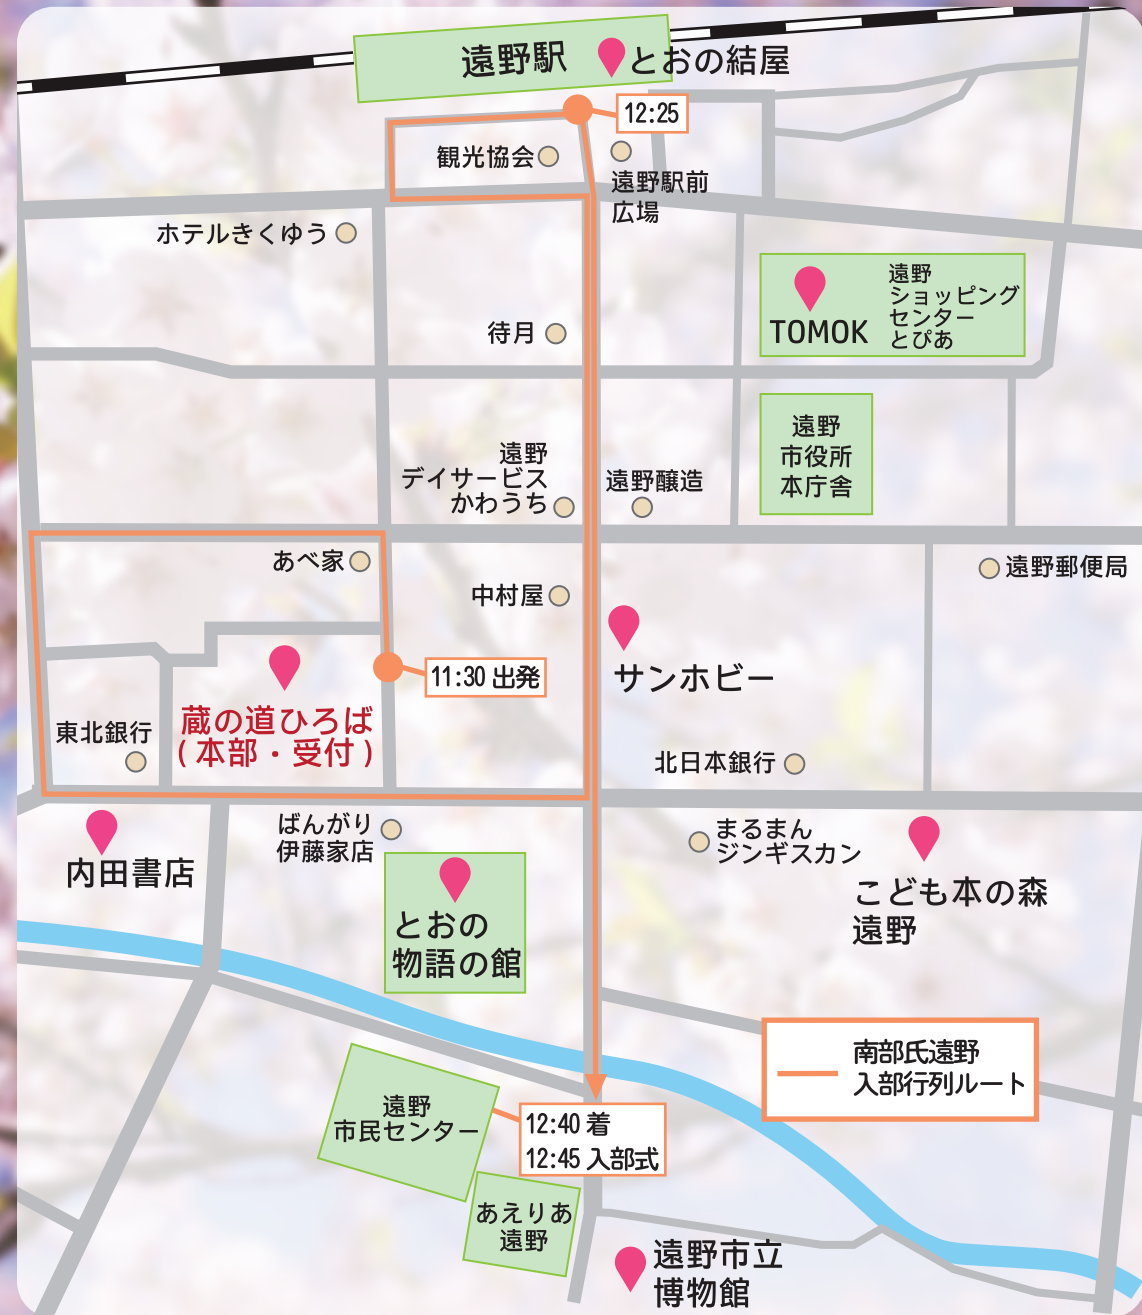 遠野駅
とおの結屋
12:25
観光協会
遠野駅前
広場
ホテルきくゆう
遠野
ショッピング
センター
とぴあ
TOMOK
待月
遠野
市役所
本庁舎
遠野
デイサービス
かわうち
遠野醸造
あべ家
遠野郵便局
中村屋
サンホビー
11:30 出発
蔵の道ひろば
(本部・受付)
東北銀行
北日本銀行
ばんがり
伊藤家店
まるまん
ジンギスカン
内田書店
こども本の森
遠野
とおの
物語の館
南部氏遠野
入部行列ルート
遠野
市民センター
12:40 着
12:45 入部式
あえりあ
遠野
遠野市立
博物館